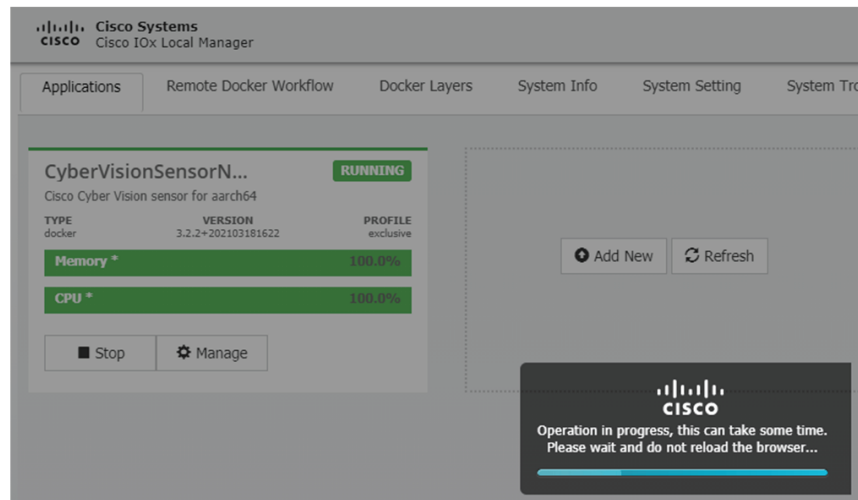 Cisco Systems
CISCO Cisco IOx Local Manager
Applications Remote Docker Workflow Docker Layers System Info System Setting System Tro
CyberVisionSensorN... RUNNING
Cisco Cyber Vision sensor for aarch64
TYPE VERSION PROFILE
docker 3.2.2+202103181622 exclusive
Memory * 100.0%
CPU * 100.0%
Stop Manage
Add New Refresh
CISCO
Operation in progress, this can take some time.
Please wait and do not reload the browser...